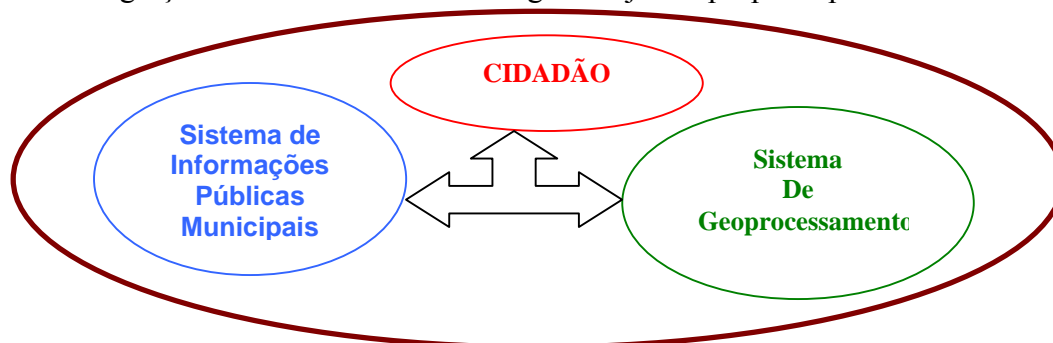 CIDADÃO
Sistema de
Informações
Públicas
Municipais
Sistema
De
Geoprocessamento